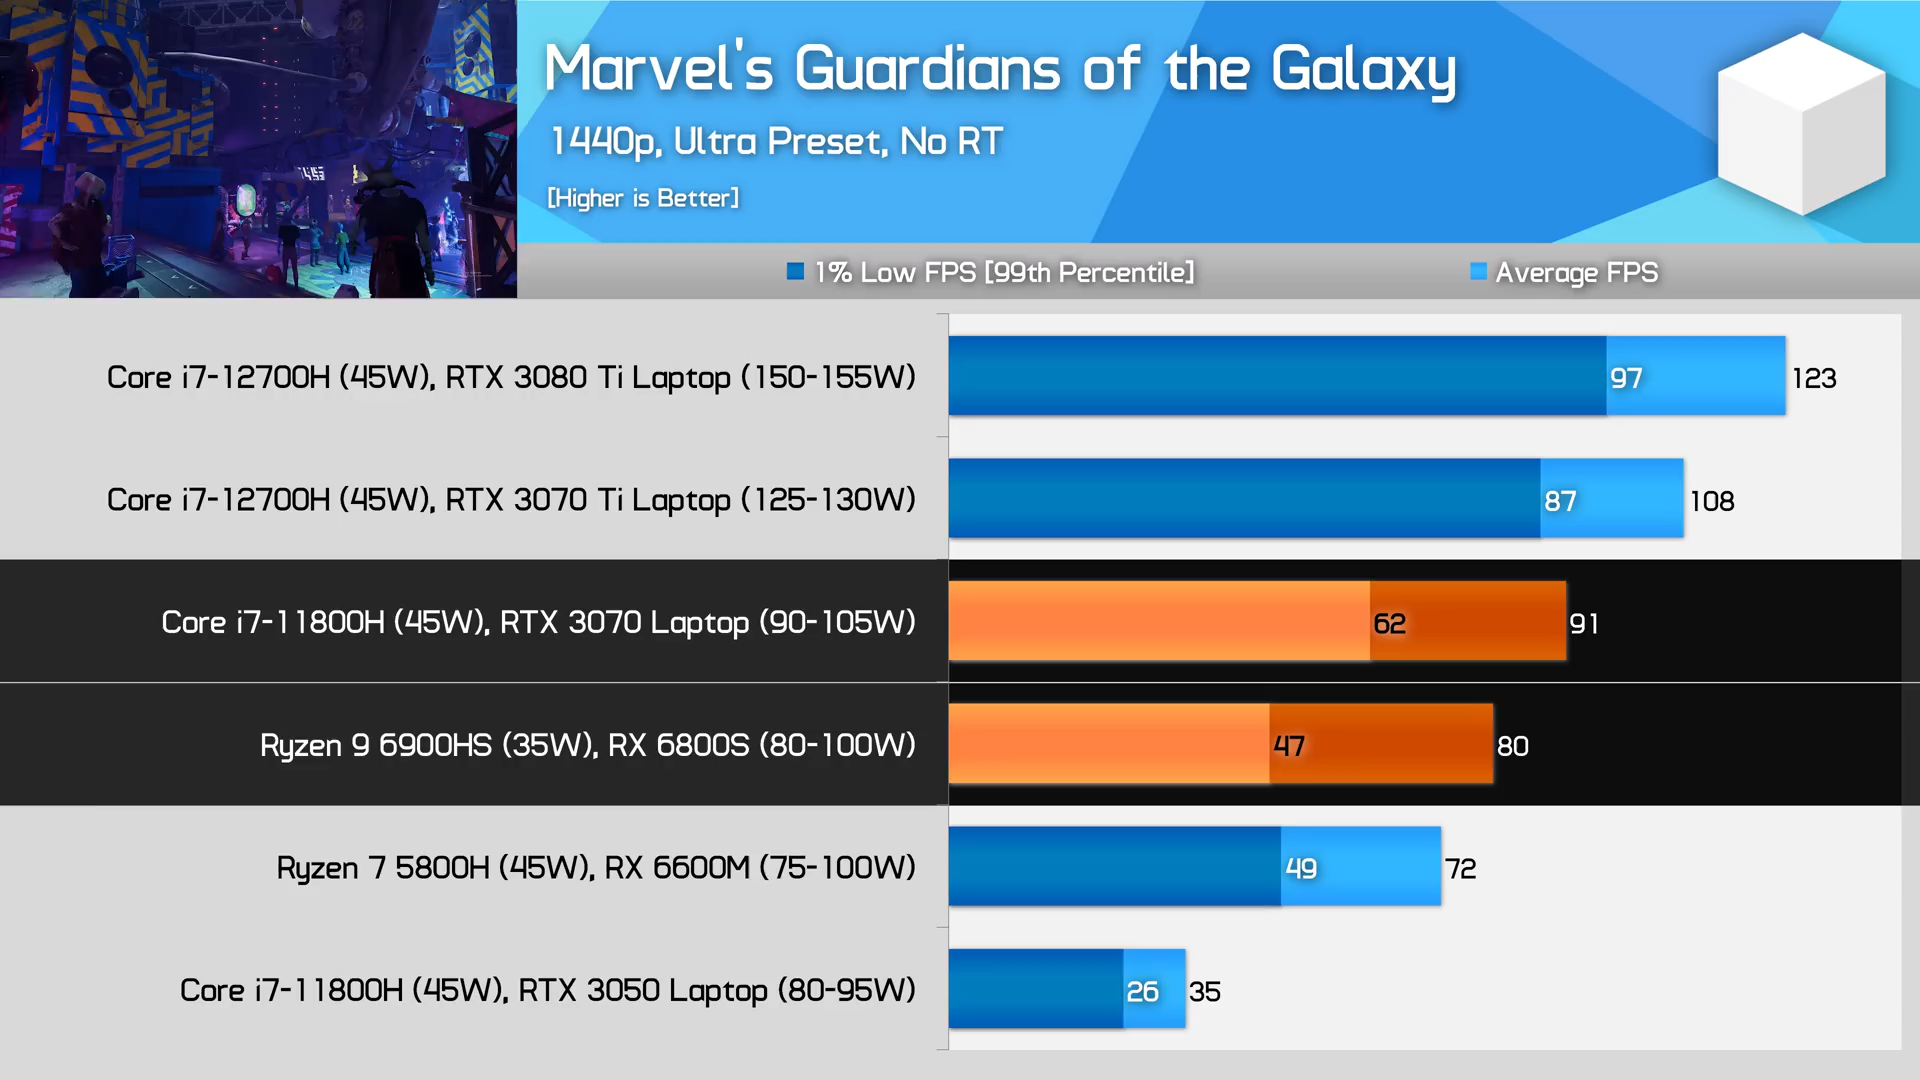 Marvel's Guardians of the Galaxy
1440p, Ultra Preset, No RT
[Higher is Better]
1% Low FPS [99th Percentile] Average FPS
Core i7-12700H (45W), RTX 3080 Ti Laptop (150-155W) 97 123
Core i7-12700H (45W), RTX 3070 Ti Laptop (125-130W) 87 108
Core i7-11800H (45W), RTX 3070 Laptop (90-105W) 62 91
Ryzen 9 6900HS (35W), RX 6800S (80-100W) 47 80
Ryzen 7 5800H (45W), RX 6600M (75-100W) 49 72
Core i7-11800H (45W), RTX 3050 Laptop (80-95W) 26 35